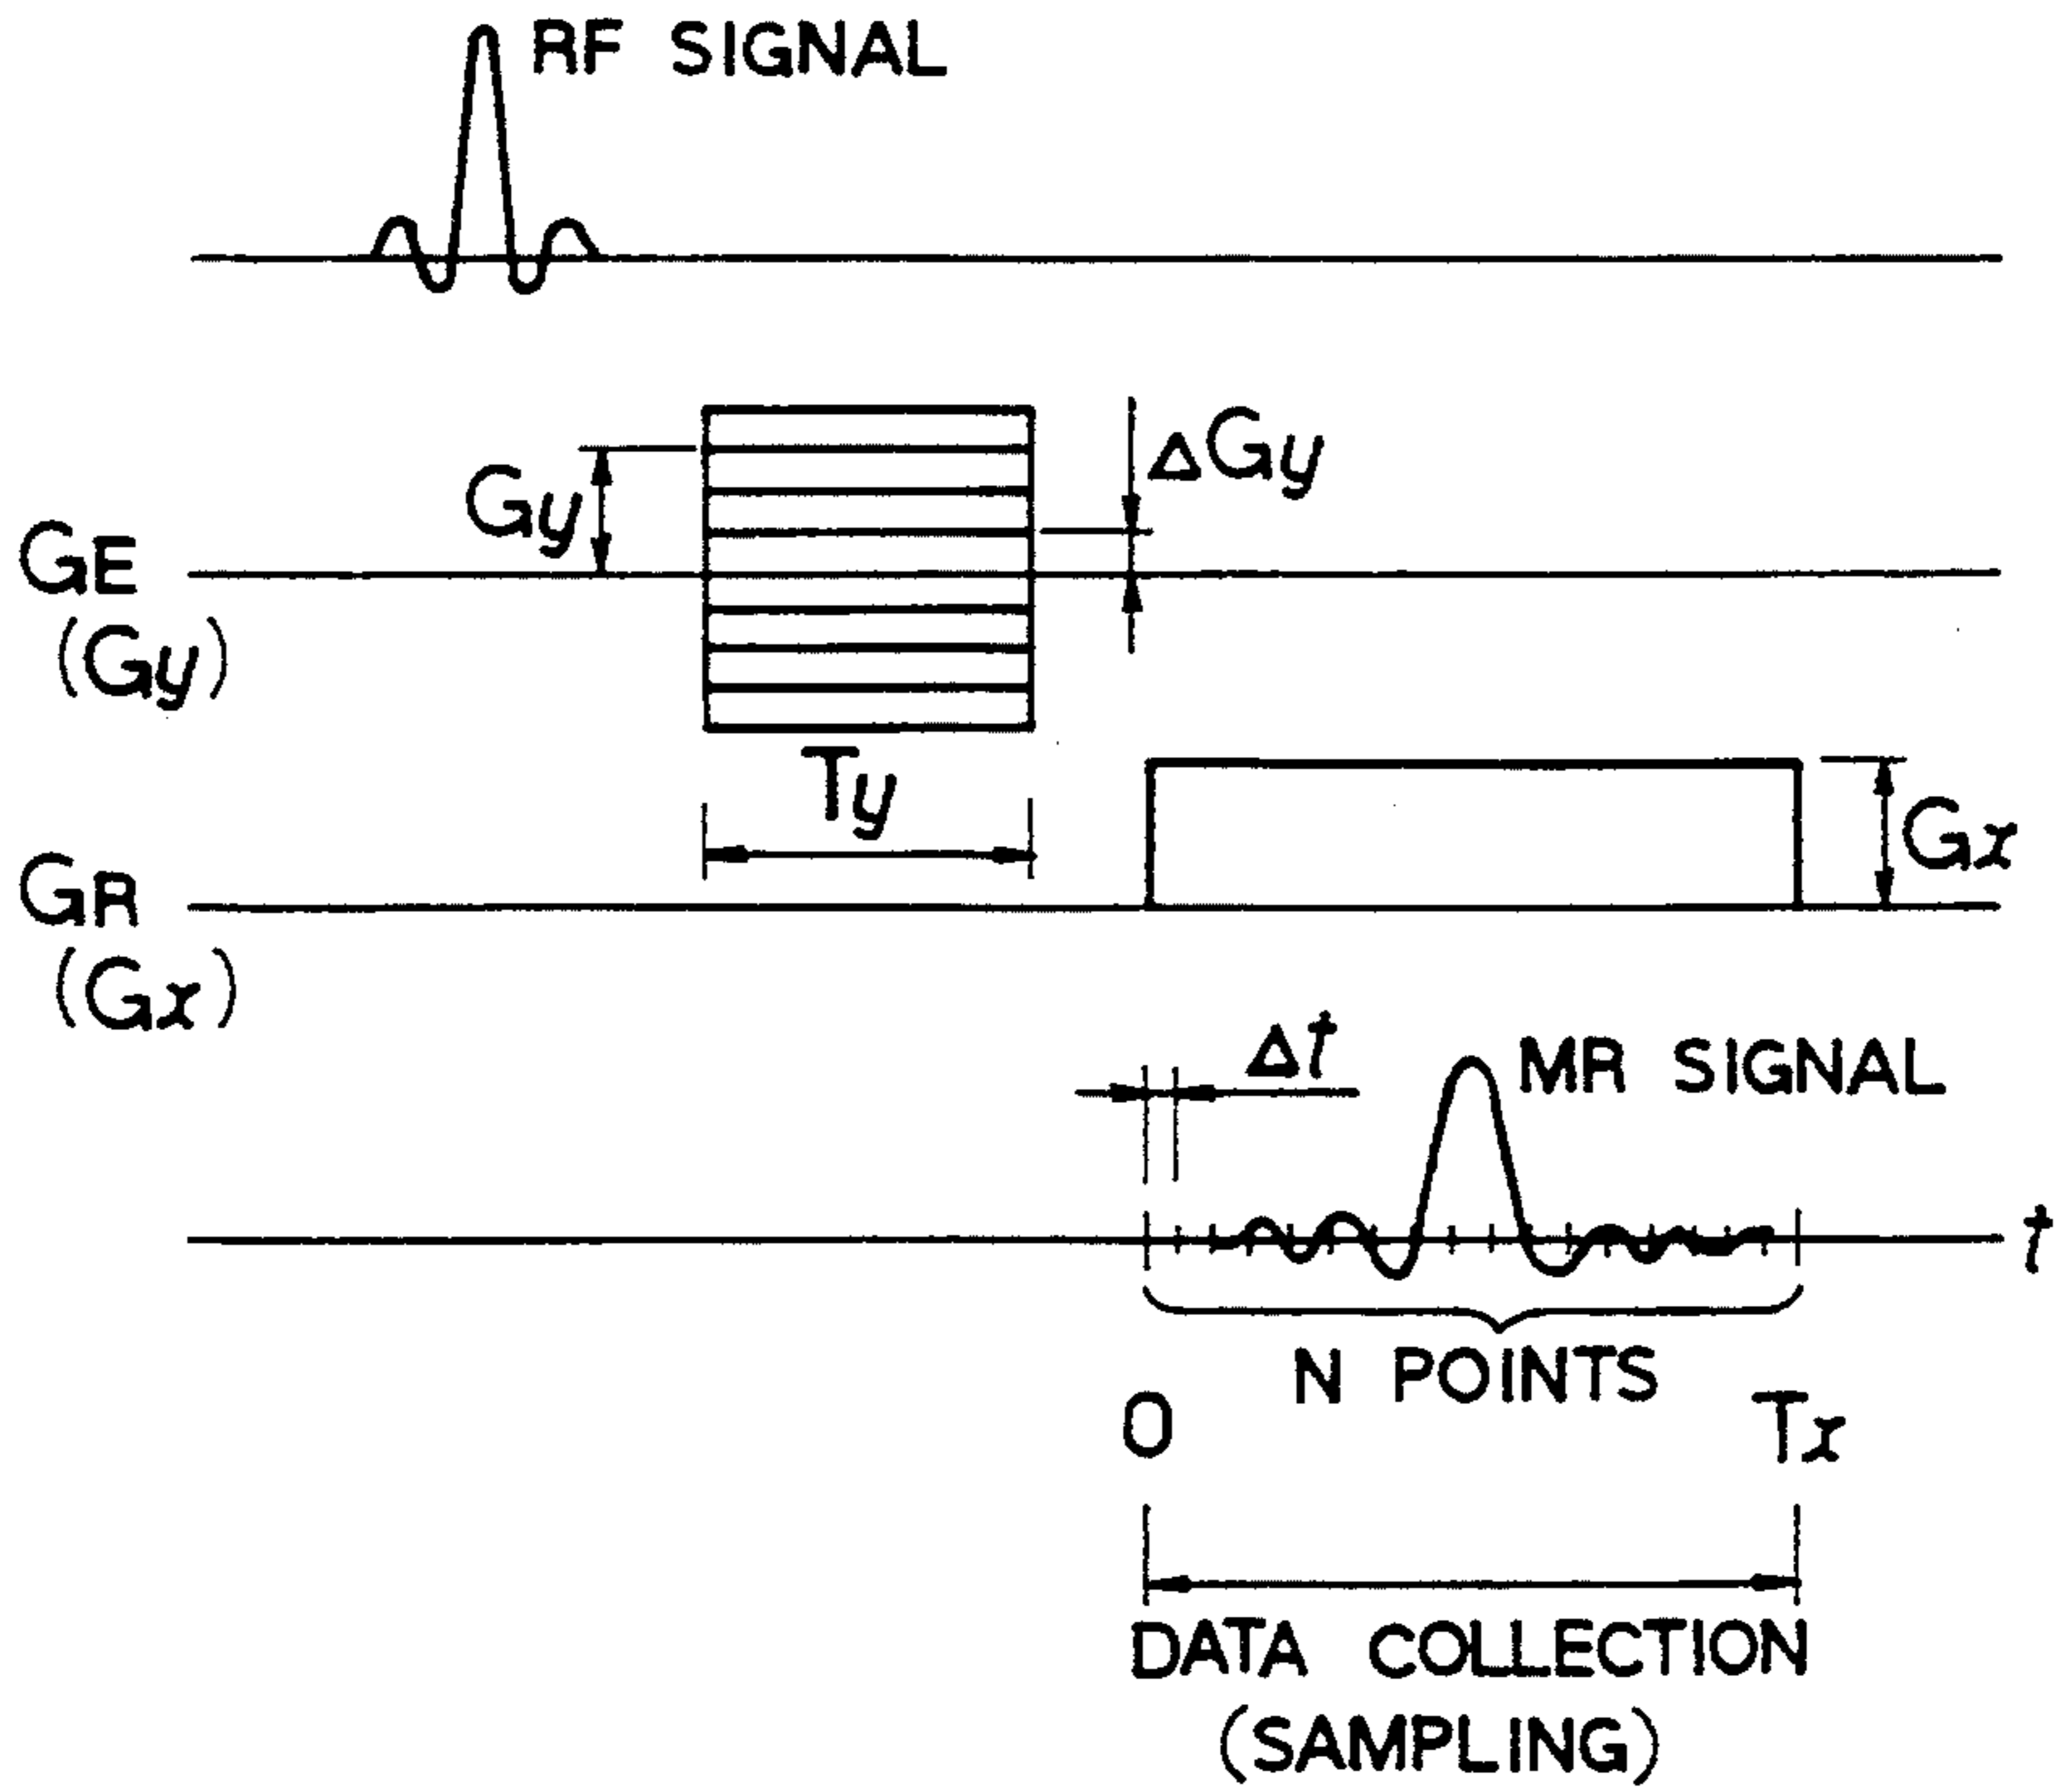 RF SIGNAL
Gy
ΔGy
GE
(Gy)
Ty
Gx
GR
(Gx)
Δt
MR SIGNAL
t
N POINTS
0
Tx
DATA COLLECTION
(SAMPLING)